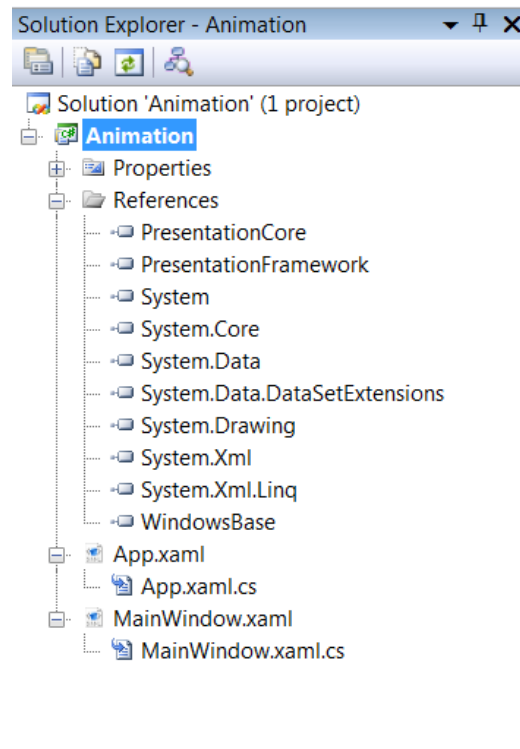 Solution Explorer - Animation
Solution 'Animation' (1 project)
Animation
Properties
References
PresentationCore
PresentationFramework
System
System.Core
System.Data
System.Data.DataSetExtensions
System.Drawing
System.Xml
System.Xml.Linq
WindowsBase
App.xaml
App.xaml.cs
MainWindow.xaml
MainWindow.xaml.cs